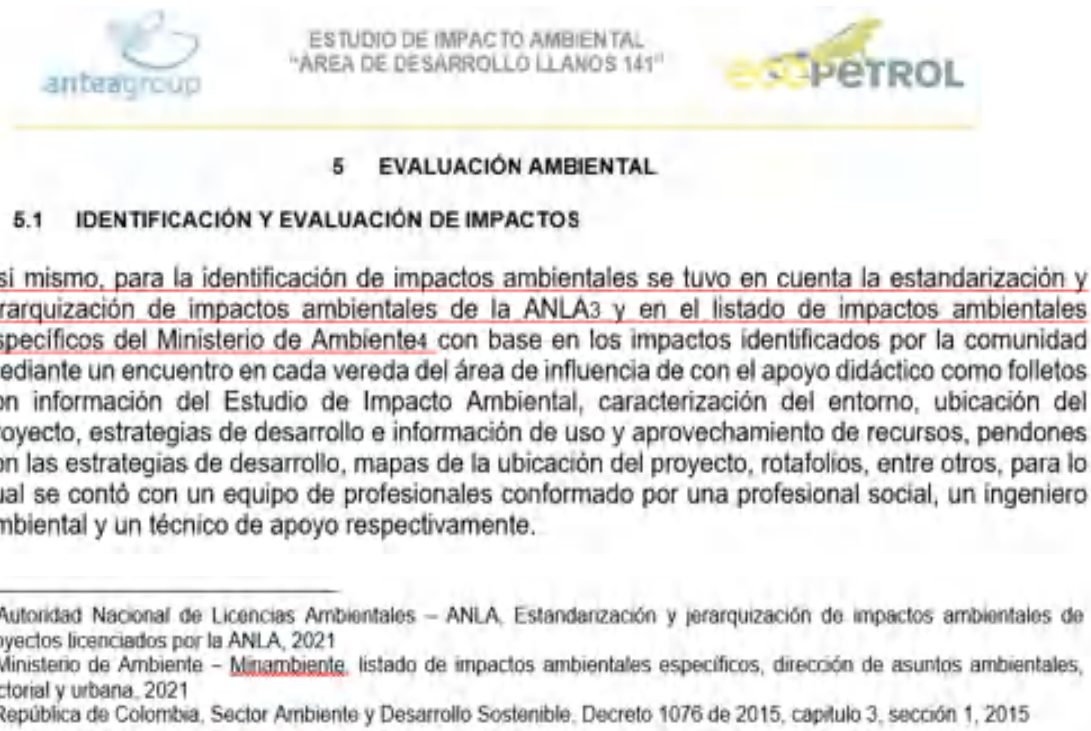 anteagroup
ESTUDIO DE IMPACTO AMBIENTAL
"ÁREA DE DESARROLLO LLANOS 141"
ecopetrol
5 EVALUACIÓN AMBIENTAL
5.1 IDENTIFICACIÓN Y EVALUACIÓN DE IMPACTOS
sí mismo, para la identificación de impactos ambientales se tuvo en cuenta la estandarización y
rarquización de impactos ambientales de la ANLA3 y en el listado de impactos ambientales
specíficos del Ministerio de Ambiente4 con base en los impactos identificados por la comunidad
ediante un encuentro en cada vereda del área de influencia de con el apoyo didáctico como folletos
on información del Estudio de Impacto Ambiental, caracterización del entorno, ubicación del
royecto, estrategias de desarrollo e información de uso y aprovechamiento de recursos, pendones
on las estrategias de desarrollo, mapas de la ubicación del proyecto, rotafolios, entre otros, para lo
ual se contó con un equipo de profesionales conformado por una profesional social, un ingeniero
mbiental y un técnico de apoyo respectivamente.
Autoridad Nacional de Licencias Ambientales – ANLA, Estandarización y jerarquización de impactos ambientales de
oyectos licenciados por la ANLA, 2021
Ministerio de Ambiente – Minambiente, listado de impactos ambientales específicos, dirección de asuntos ambientales,
ctorial y urbana, 2021
República de Colombia, Sector Ambiente y Desarrollo Sostenible, Decreto 1076 de 2015, capítulo 3, sección 1, 2015